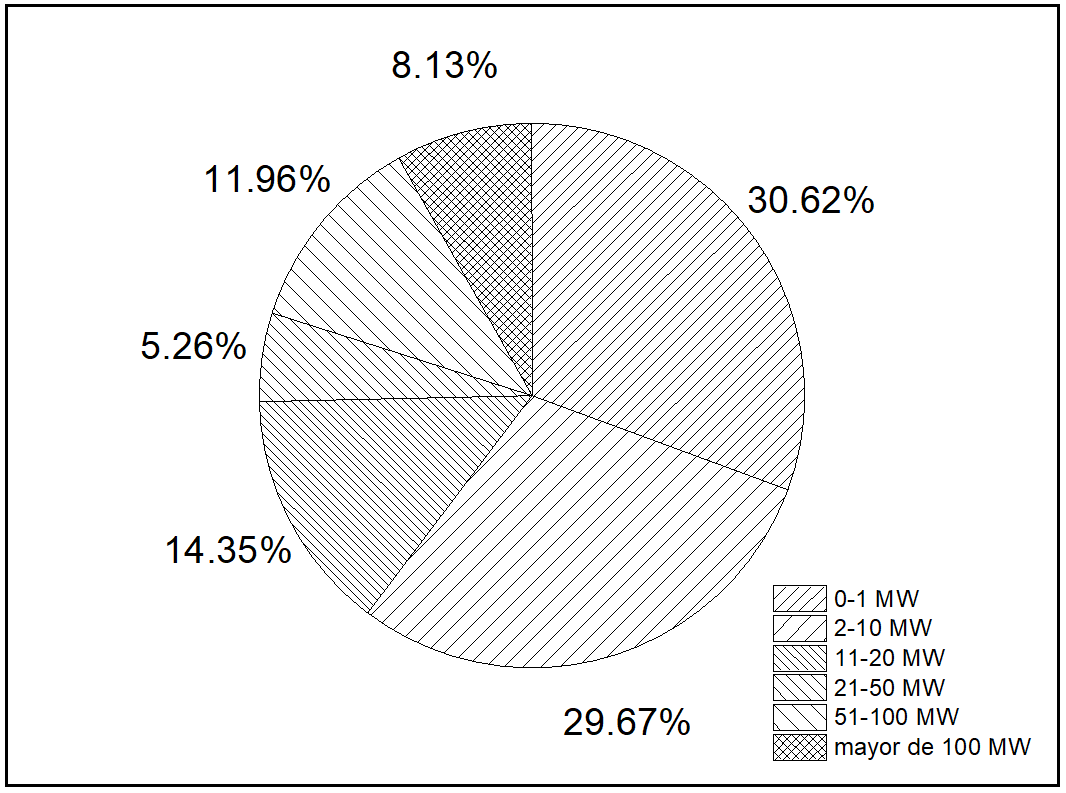 8.13%
11.96%
30.62%
5.26%
14.35%
29.67%
0-1 MW
2-10 MW
11-20 MW
21-50 MW
51-100 MW
mayor de 100 MW